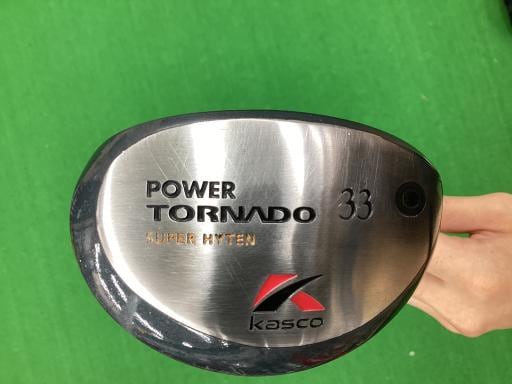 POWER
TORNADO 33
SUPER HYTEN
Kasco